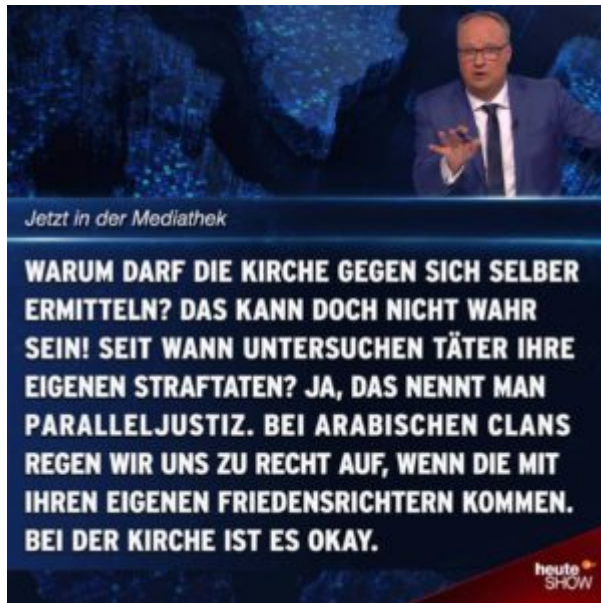 Jetzt in der Mediathek
WARUM DARF DIE KIRCHE GEGEN SICH SELBER
ERMITTELN? DAS KANN DOCH NICHT WAHR
SEIN! SEIT WANN UNTERSUCHEN TÄTER IHRE
EIGENEN STRAFTATEN? JA, DAS NENNT MAN
PARALLELJUSTIZ. BEI ARABISCHEN CLANS
REGEN WIR UNS ZU RECHT AUF, WENN DIE MIT
IHREN EIGENEN FRIEDENSRICHTERN KOMMEN.
BEI DER KIRCHE IST ES OKAY.
heute
SHOW